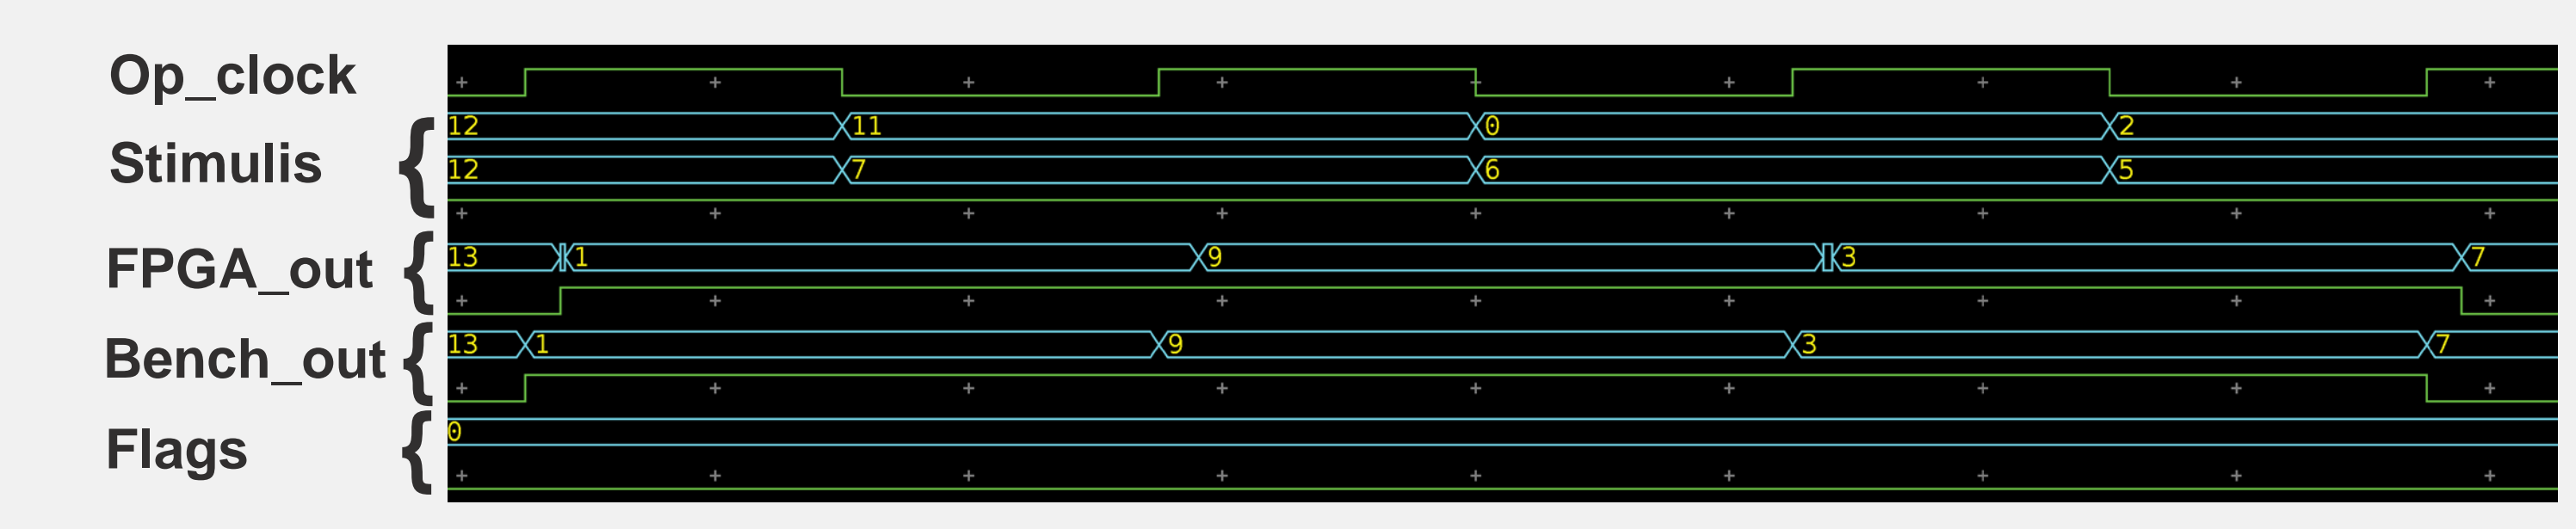 Op_clock
Stimulis
12 11 0 2
12 7 6 5
FPGA_out
13 1 9 3 7
Bench_out
13 1 9 3 7
Flags
0